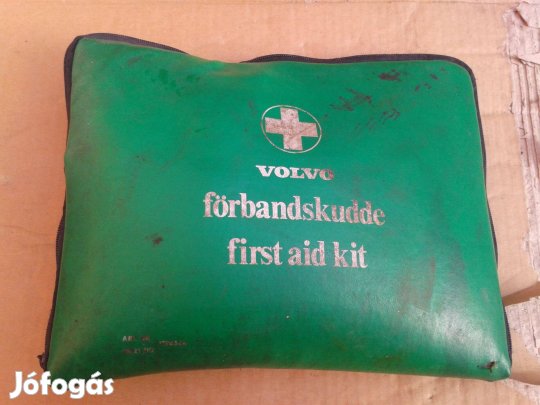 VOLVO
förbandskudde
first aid kit
Jófogás